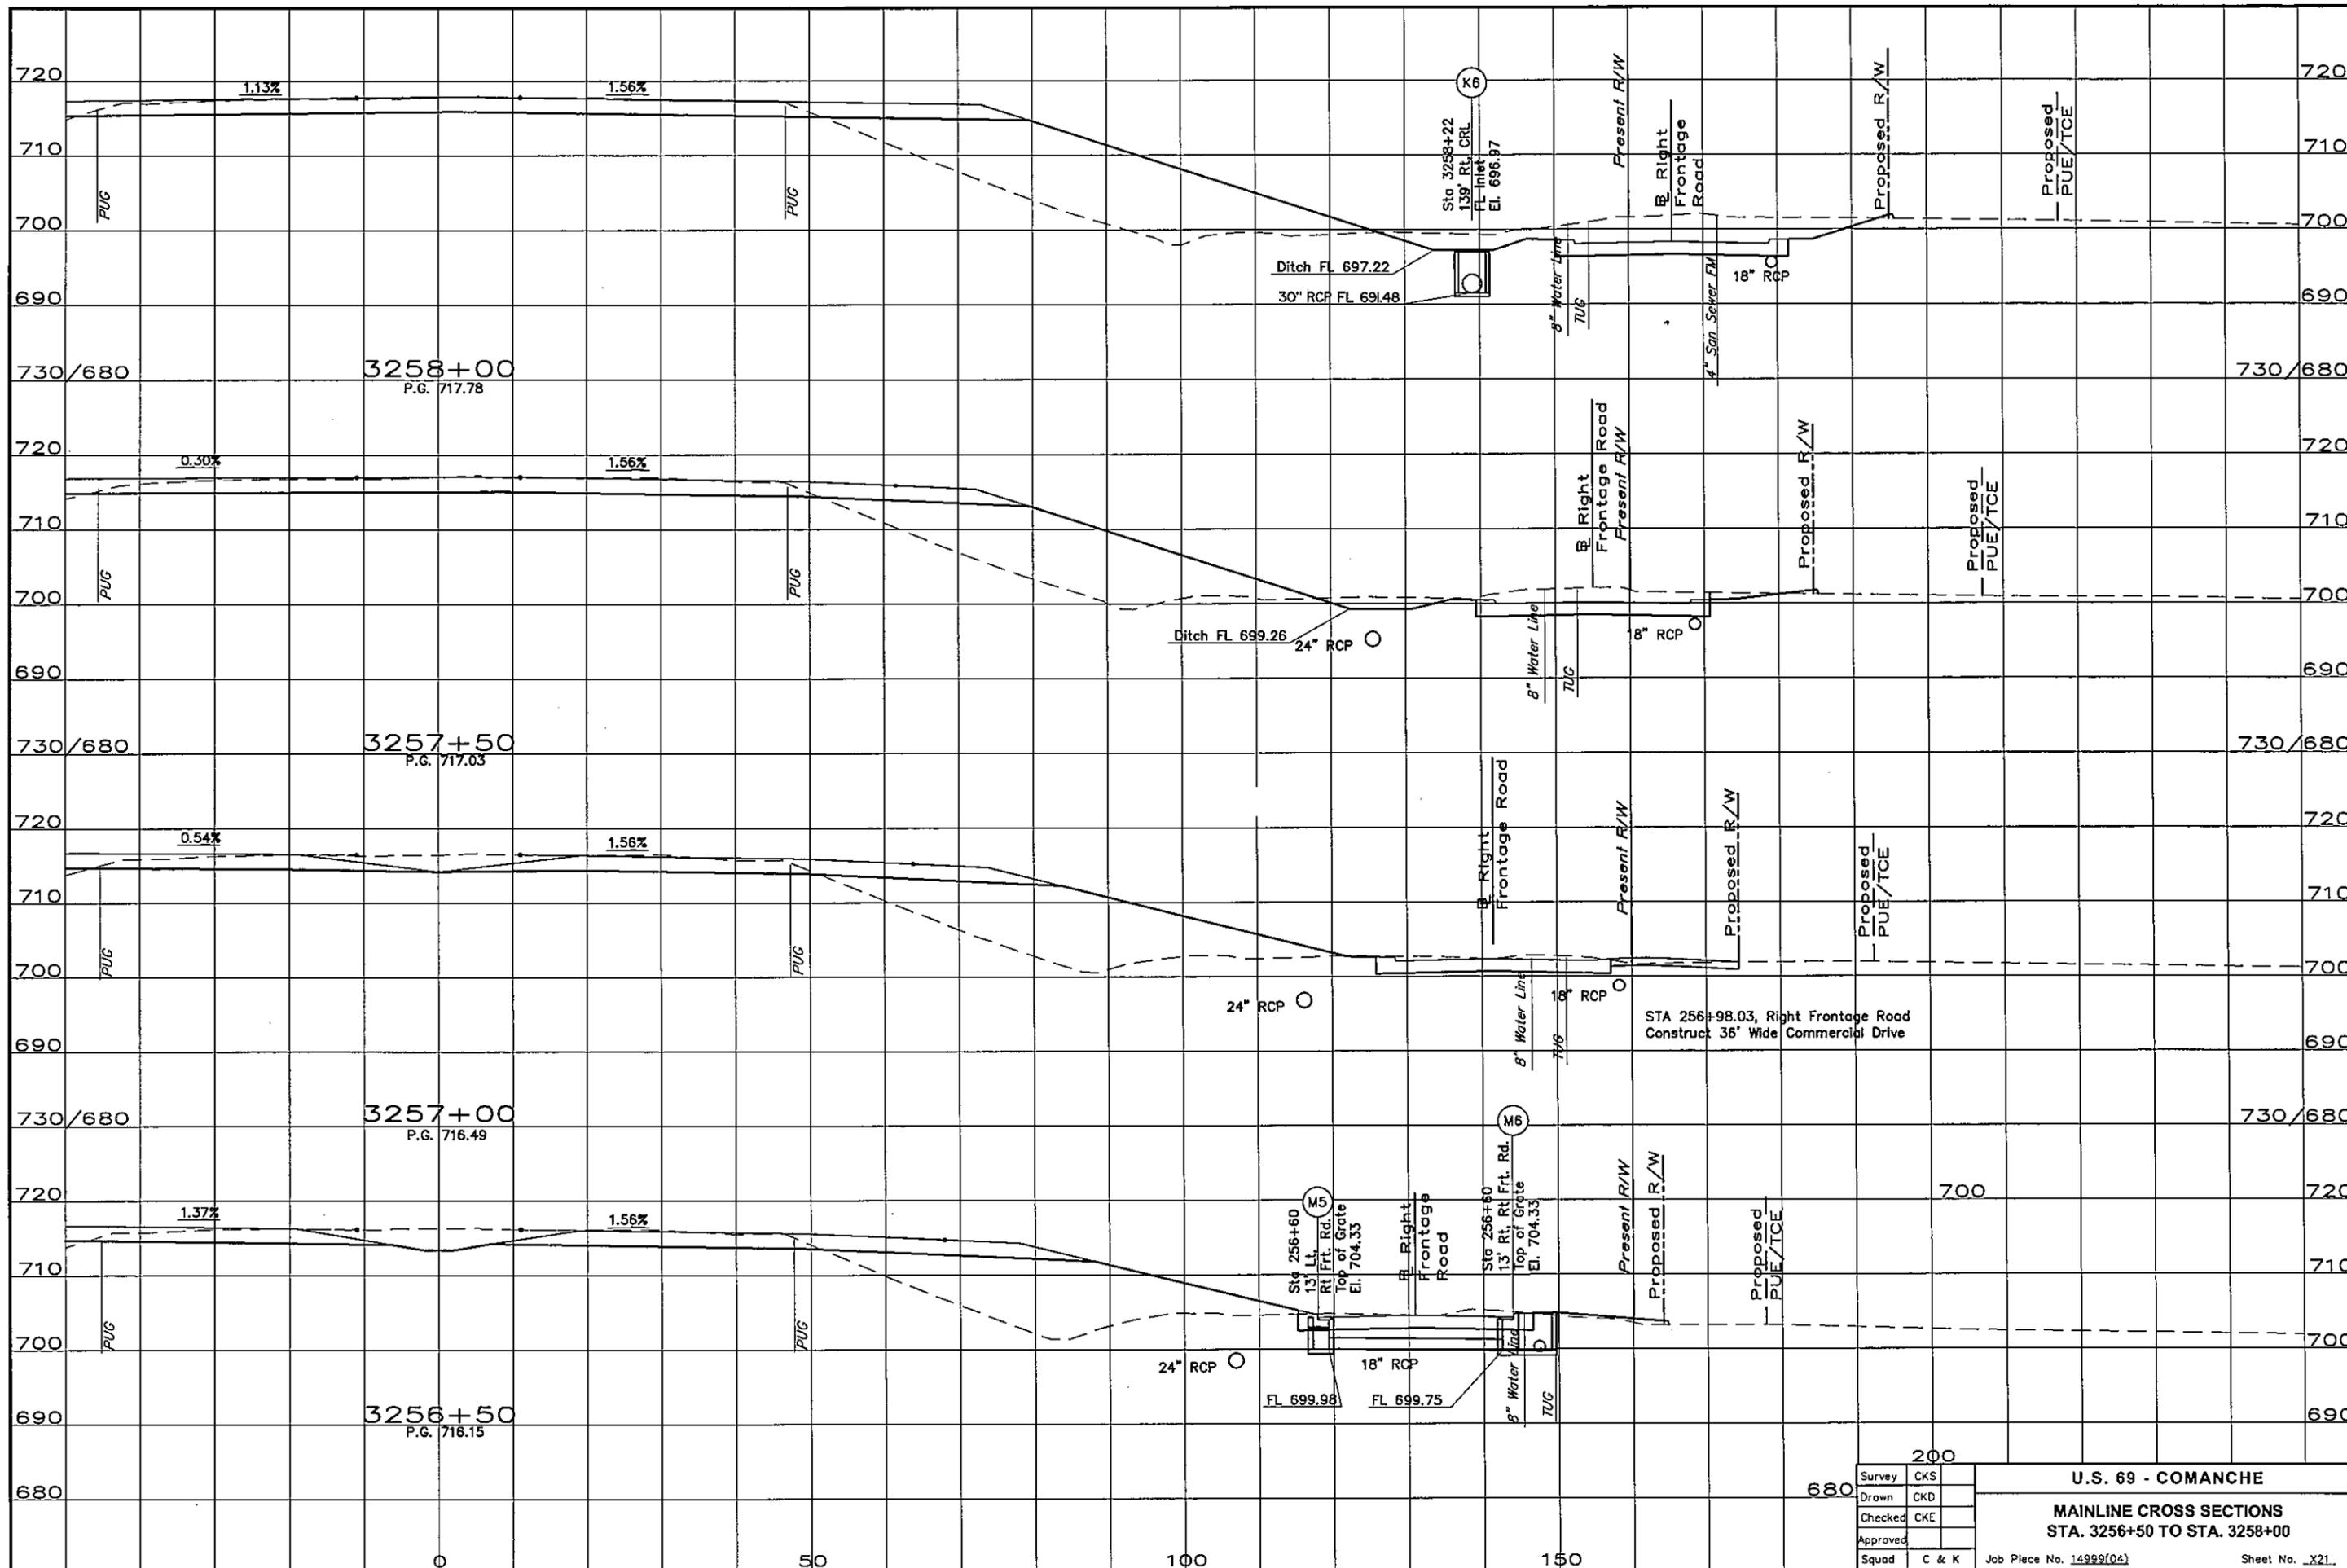 720
1.13%
1.56%
K6
Sta 3258+22
139' Rt, CRL
FL Inlet
El. 696.97
Present R/W
B Right
Frontage
Road
Proposed R/W
Proposed
PUE/TCE
720
710
710
PUG
PUG
700
700
Ditch FL 697.22
30" RCP FL 691.48
8" Water Line
TUG
4" San Sewer FM
18" RCP
690
690
730/680
3258+00
P.G. 717.78
730/680
720
0.30%
1.56%
B Right
Frontage Road
Present R/W
Proposed R/W
Proposed
PUE/TCE
720
710
710
PUG
PUG
700
700
Ditch FL 699.26
24" RCP
8" Water Line
TUG
18" RCP
690
690
730/680
3257+50
P.G. 717.03
730/680
720
0.54%
1.56%
B Right
Frontage Road
Present R/W
Proposed R/W
Proposed
PUE/TCE
720
710
710
PUG
PUG
700
700
24" RCP
8" Water Line
TUG
18" RCP
STA 256+98.03, Right Frontage Road
Construct 36' Wide Commercial Drive
690
690
730/680
3257+00
P.G. 716.49
730/680
720
1.37%
1.56%
M5
Sta 256+60
13' Lt,
Rt Frt. Rd.
Top of Grate
El. 704.33
B Right
Frontage
Road
M6
Sta 256+60
13' Rt, Rt Frt. Rd.
Top of Grate
El. 704.33
Present R/W
Proposed R/W
Proposed
PUE/TCE
700
720
710
710
PUG
PUG
700
700
24" RCP
18" RCP
FL 699.98
FL 699.75
8" Water Line
TUG
690
3256+50
P.G. 716.15
690
200
680
680
0
50
100
150
Survey CKS
Drawn CKD
Checked CKE
Approved
Squad C & K
U.S. 69 - COMANCHE
MAINLINE CROSS SECTIONS
STA. 3256+50 TO STA. 3258+00
Job Piece No. 14999(04)
Sheet No. X21